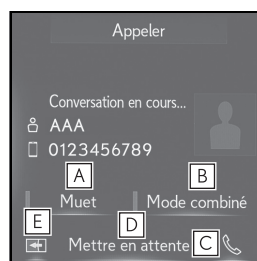 Appeler
Conversation en cours...
AAA
0123456789
A
B
Muet
Mode combiné
E
D
Mettre en attente
C